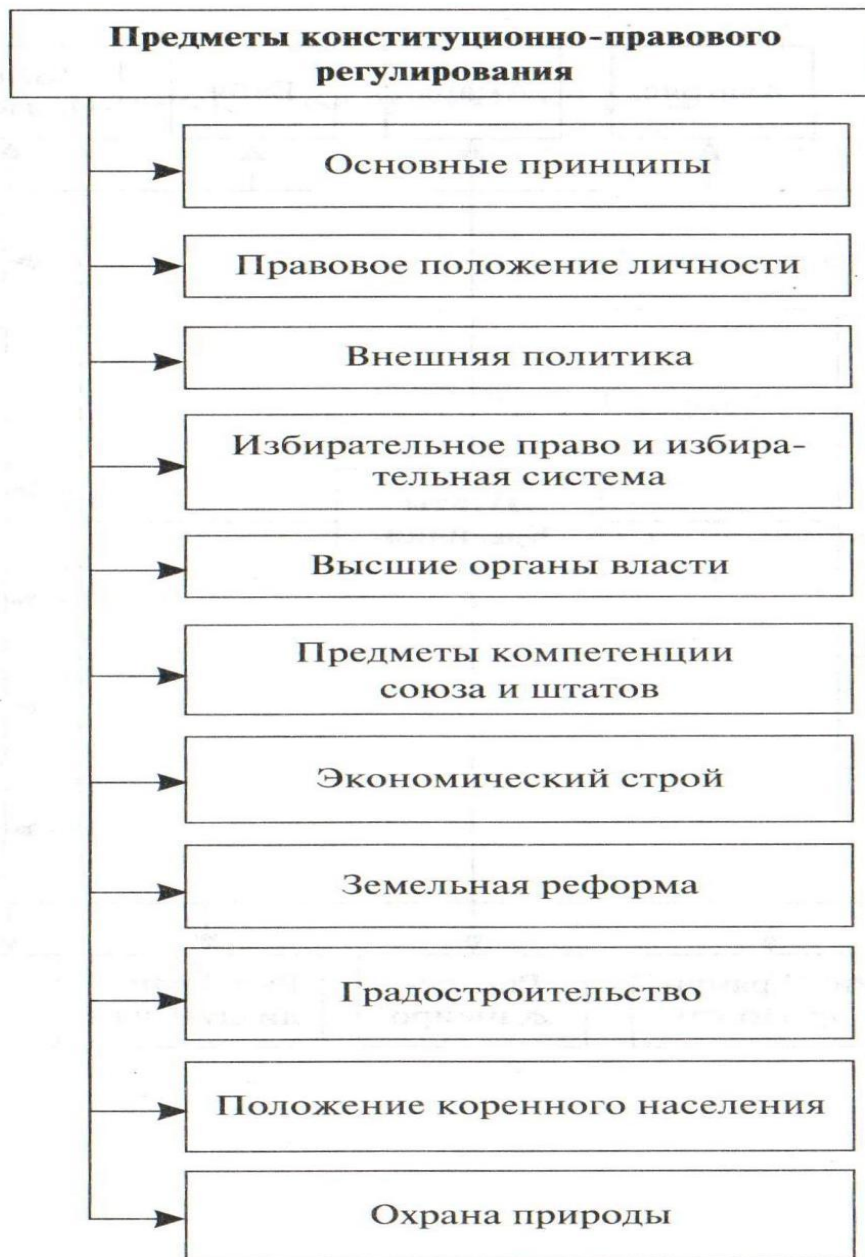 Предметы конституционно-правового
регулирования
Основные принципы
Правовое положение личности
Внешняя политика
Избирательное право и избира-
тельная система
Высшие органы власти
Предметы компетенции
союза и штатов
Экономический строй
Земельная реформа
Градостроительство
Положение коренного населения
Охрана природы